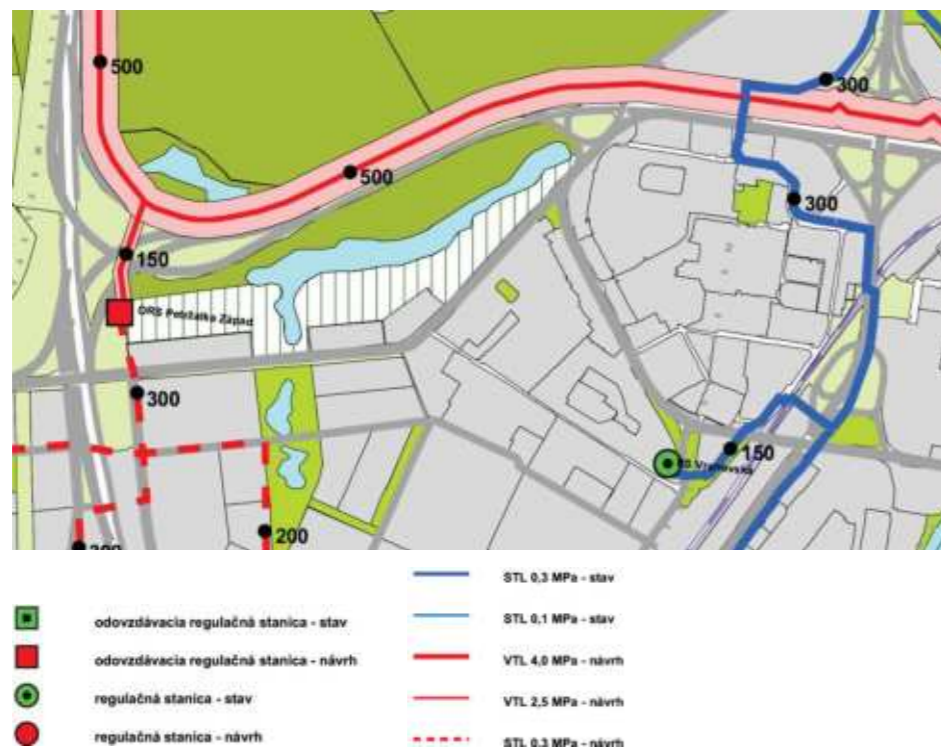 500
300
500
300
150
ORS Petržalka Západ
300
150
200
300
STL 0,3 MPa - stav
odovzdávacia regulačná stanica - stav
STL 0,1 MPa - stav
odovzdávacia regulačná stanica - návrh
VTL 4,0 MPa - návrh
regulačná stanica - stav
VTL 2,5 MPa - návrh
regulačná stanica - návrh
STL 0,3 MPa - návrh